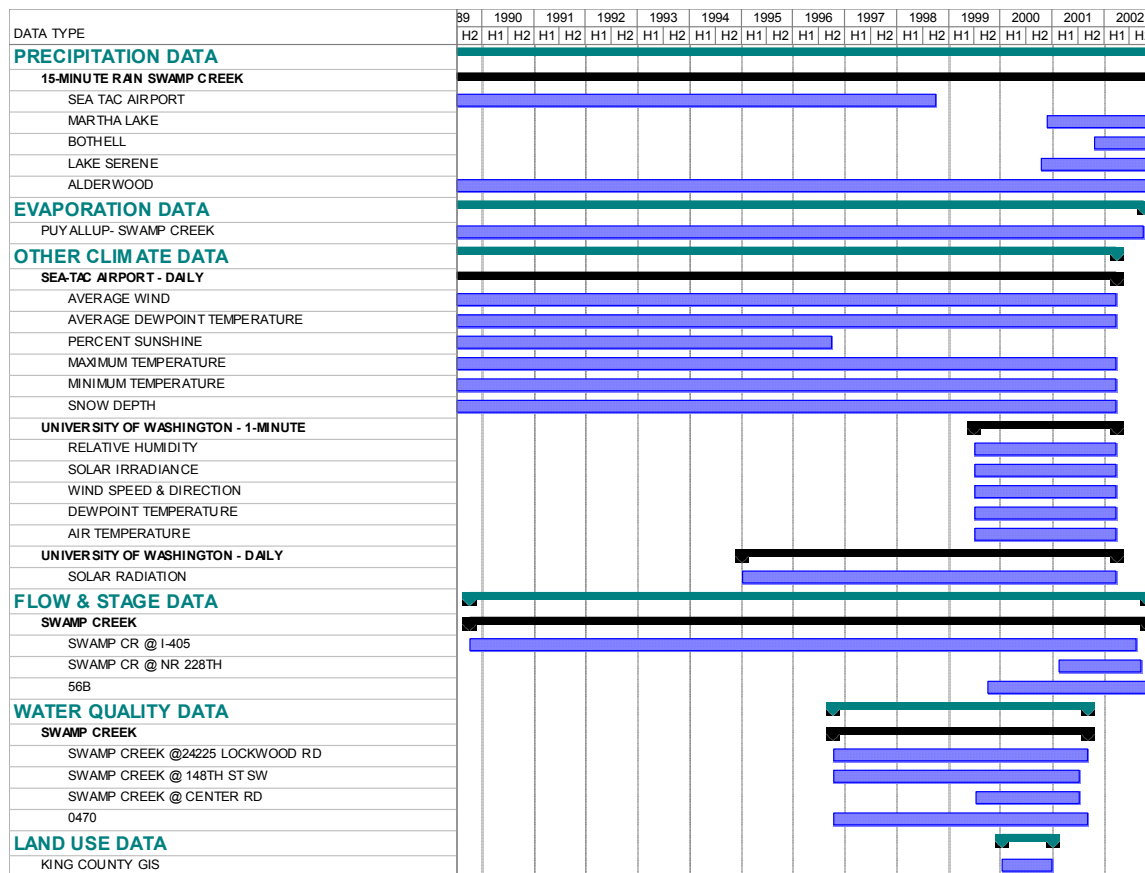 89 1990 1991 1992 1993 1994 1995 1996 1997 1998 1999 2000 2001 2002
DATA TYPE H2 H1 H2 H1 H2 H1 H2 H1 H2 H1 H2 H1 H2 H1 H2 H1 H2 H1 H2 H1 H2 H1 H2 H1 H2 H1 H
PRECIPITATION DATA
15-MINUTE RAIN SWAMP CREEK
SEA TAC AIRPORT
MARTHA LAKE
BOTHELL
LAKE SERENE
ALDERWOOD
EVAPORATION DATA
PUYALLUP- SWAMP CREEK
OTHER CLIMATE DATA
SEA-TAC AIRPORT - DAILY
AVERAGE WIND
AVERAGE DEWPOINT TEMPERATURE
PERCENT SUNSHINE
MAXIMUM TEMPERATURE
MINIMUM TEMPERATURE
SNOW DEPTH
UNIVERSITY OF WASHINGTON - 1-MINUTE
RELATIVE HUMIDITY
SOLAR IRRADIANCE
WIND SPEED & DIRECTION
DEWPOINT TEMPERATURE
AIR TEMPERATURE
UNIVERSITY OF WASHINGTON - DAILY
SOLAR RADIATION
FLOW & STAGE DATA
SWAMP CREEK
SWAMP CR @ I-405
SWAMP CR @ NR 228TH
56B
WATER QUALITY DATA
SWAMP CREEK
SWAMP CREEK @24225 LOCKWOOD RD
SWAMP CREEK @ 148TH ST SW
SWAMP CREEK @ CENTER RD
0470
LAND USE DATA
KING COUNTY GIS